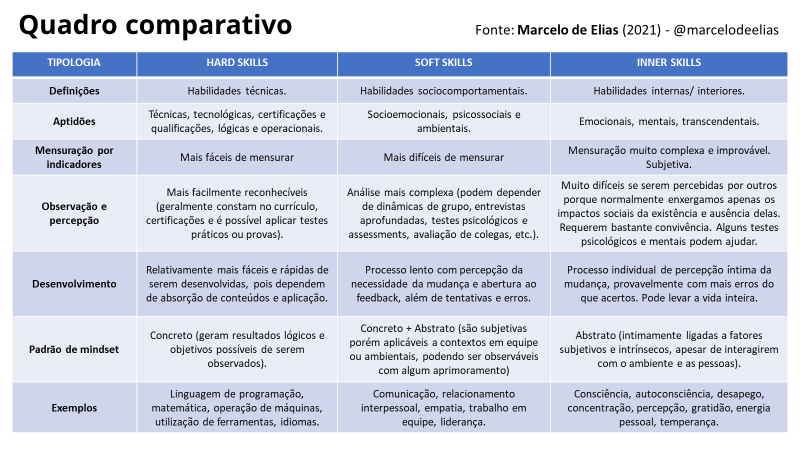 Quadro comparativo
Fonte: Marcelo de Elias (2021) - @marcelodeelias
TIPOLOGIA
HARD SKILLS
SOFT SKILLS
INNER SKILLS
Definições
Habilidades técnicas.
Habilidades sociocomportamentais.
Habilidades internas/ interiores.
Aptidões
Técnicas, tecnológicas, certificações e
qualificações, lógicas e operacionais.
Socioemocionais, psicossociais e
ambientais.
Emocionais, mentais, transcendentais.
Mensuração por
indicadores
Mais fáceis de mensurar
Mais difíceis de mensurar
Mensuração muito complexa e improvável.
Subjetiva.
Observação e
percepção
Mais facilmente reconhecíveis
(geralmente constam no currículo,
certificações e é possível aplicar testes
práticos ou provas).
Análise mais complexa (podem depender
de dinâmicas de grupo, entrevistas
aprofundadas, testes psicológicos e
assessments, avaliação de colegas, etc.).
Muito difíceis se serem percebidas por outros
porque normalmente enxergamos apenas os
impactos sociais da existência e ausência delas.
Requerem bastante convivência. Alguns testes
psicológicos e mentais podem ajudar.
Desenvolvimento
Relativamente mais fáceis e rápidas de
serem desenvolvidas, pois dependem
de absorção de conteúdos e aplicação.
Processo lento com percepção da
necessidade da mudança e abertura ao
feedback, além de tentativas e erros.
Processo individual de percepção íntima da
mudança, provavelmente com mais erros do
que acertos. Pode levar a vida inteira.
Padrão de mindset
Concreto (geram resultados lógicos e
objetivos possíveis de serem
observados).
Concreto + Abstrato (são subjetivas
porém aplicáveis a contextos em equipe
ou ambientais, podendo ser observáveis
com algum aprimoramento)
Abstrato (intimamente ligadas a fatores
subjetivos e intrínsecos, apesar de interagirem
com o ambiente e as pessoas).
Exemplos
Linguagem de programação,
matemática, operação de máquinas,
utilização de ferramentas, idiomas.
Comunicação, relacionamento
interpessoal, empatia, trabalho em
equipe, liderança.
Consciência, autoconsciência, desapego,
concentração, percepção, gratidão, energia
pessoal, temperança.